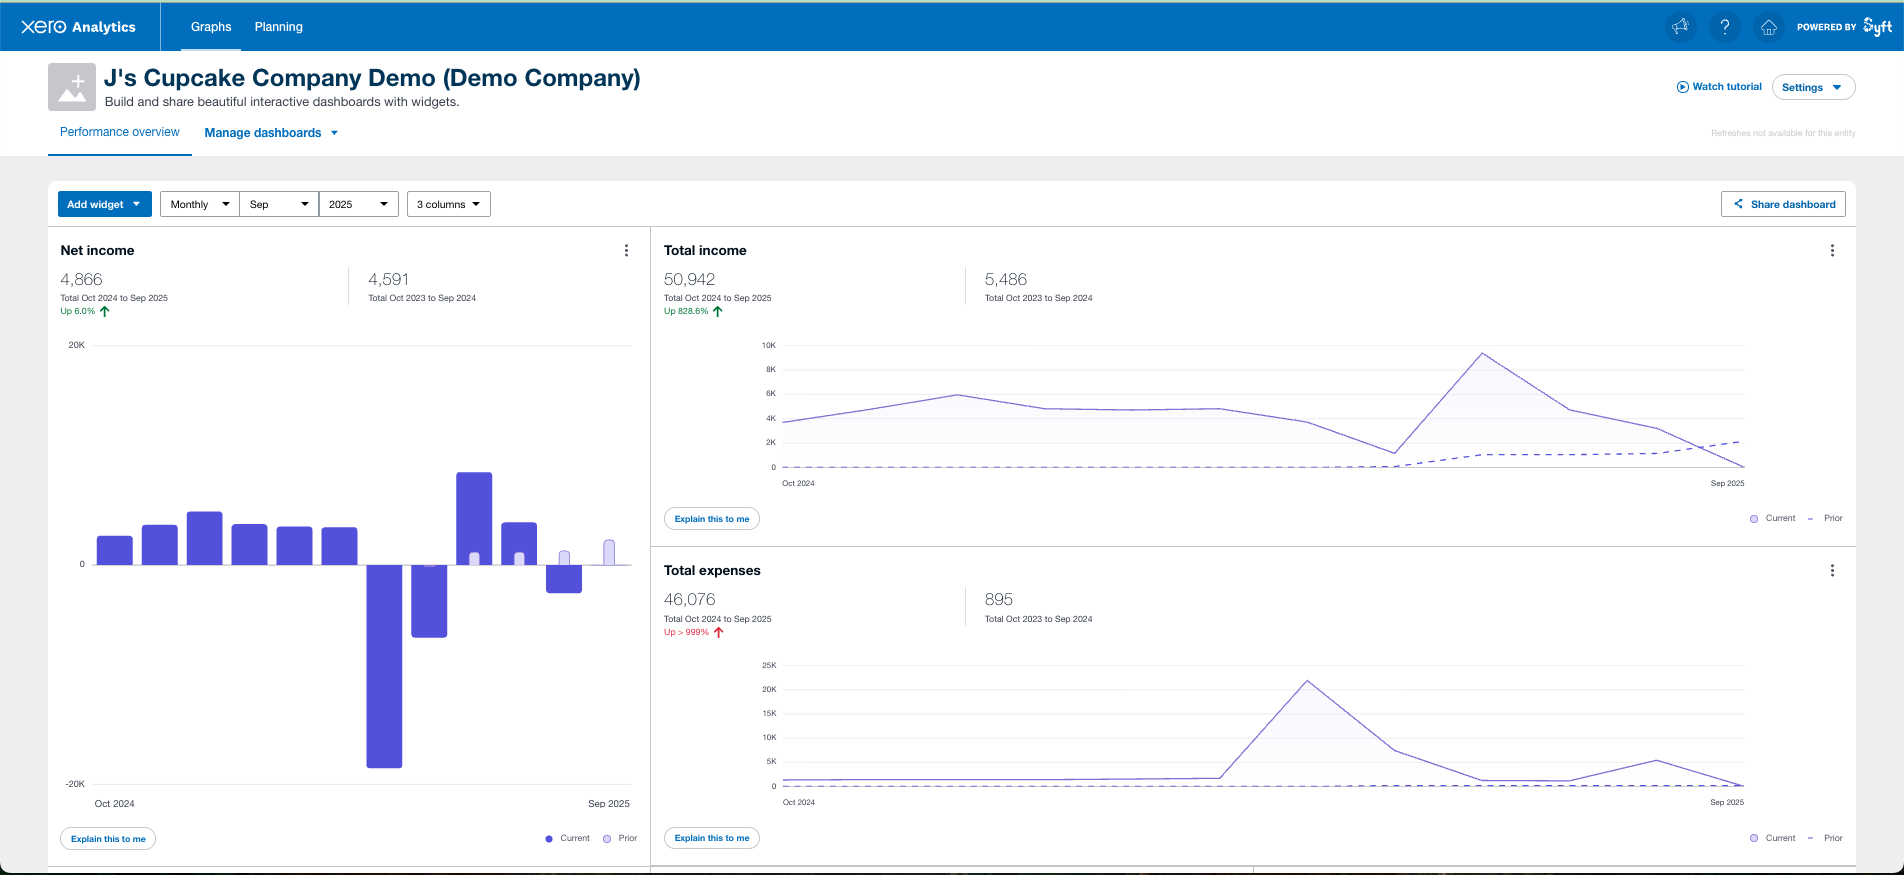 xero Analytics
Graphs
Planning
POWERED BY Syft
J's Cupcake Company Demo (Demo Company)
Build and share beautiful interactive dashboards with widgets.
Watch tutorial
Settings
Performance overview
Manage dashboards
Refreshes not available for this entity
Add widget
Monthly
Sep
2025
3 columns
Share dashboard
Net income
4,866
Total Oct 2024 to Sep 2025
Up 6.0%
4,591
Total Oct 2023 to Sep 2024
20K
0
-20K
Oct 2024
Sep 2025
Explain this to me
Current
Prior
Total income
50,942
Total Oct 2024 to Sep 2025
Up 828.6%
5,486
Total Oct 2023 to Sep 2024
10K
8K
6K
4K
2K
0
Oct 2024
Sep 2025
Explain this to me
Current
Prior
Total expenses
46,076
Total Oct 2024 to Sep 2025
Up > 999%
895
Total Oct 2023 to Sep 2024
25K
20K
15K
10K
5K
0
Oct 2024
Sep 2025
Explain this to me
Current
Prior